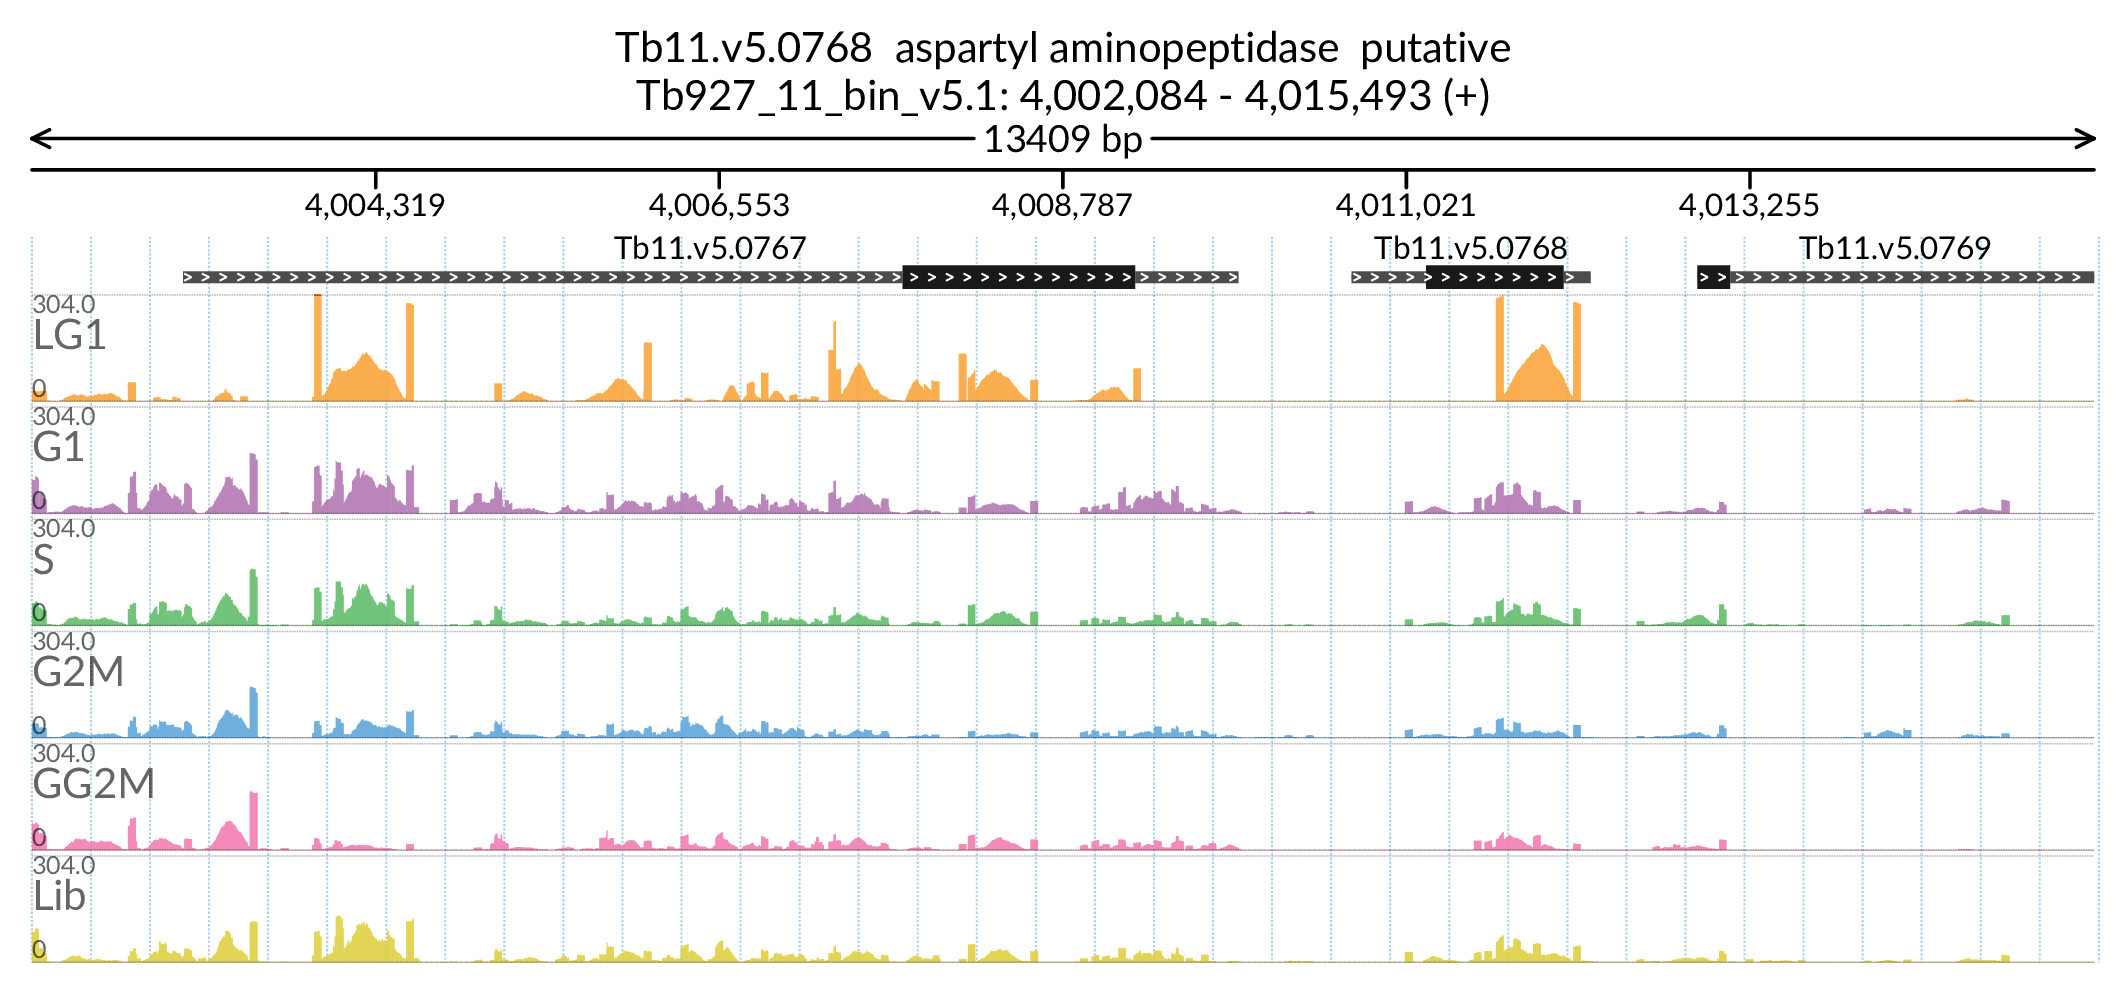 Tb11.v5.0768 aspartyl aminopeptidase putative
Tb927_11_bin_v5.1: 4,002,084 - 4,015,493 (+)
13409 bp
4,004,319 4,006,553 4,008,787 4,011,021 4,013,255
Tb11.v5.0767 Tb11.v5.0768 Tb11.v5.0769
304.0
LG1
0
304.0
G1
0
304.0
S
0
304.0
G2M
0
304.0
GG2M
0
304.0
Lib
0